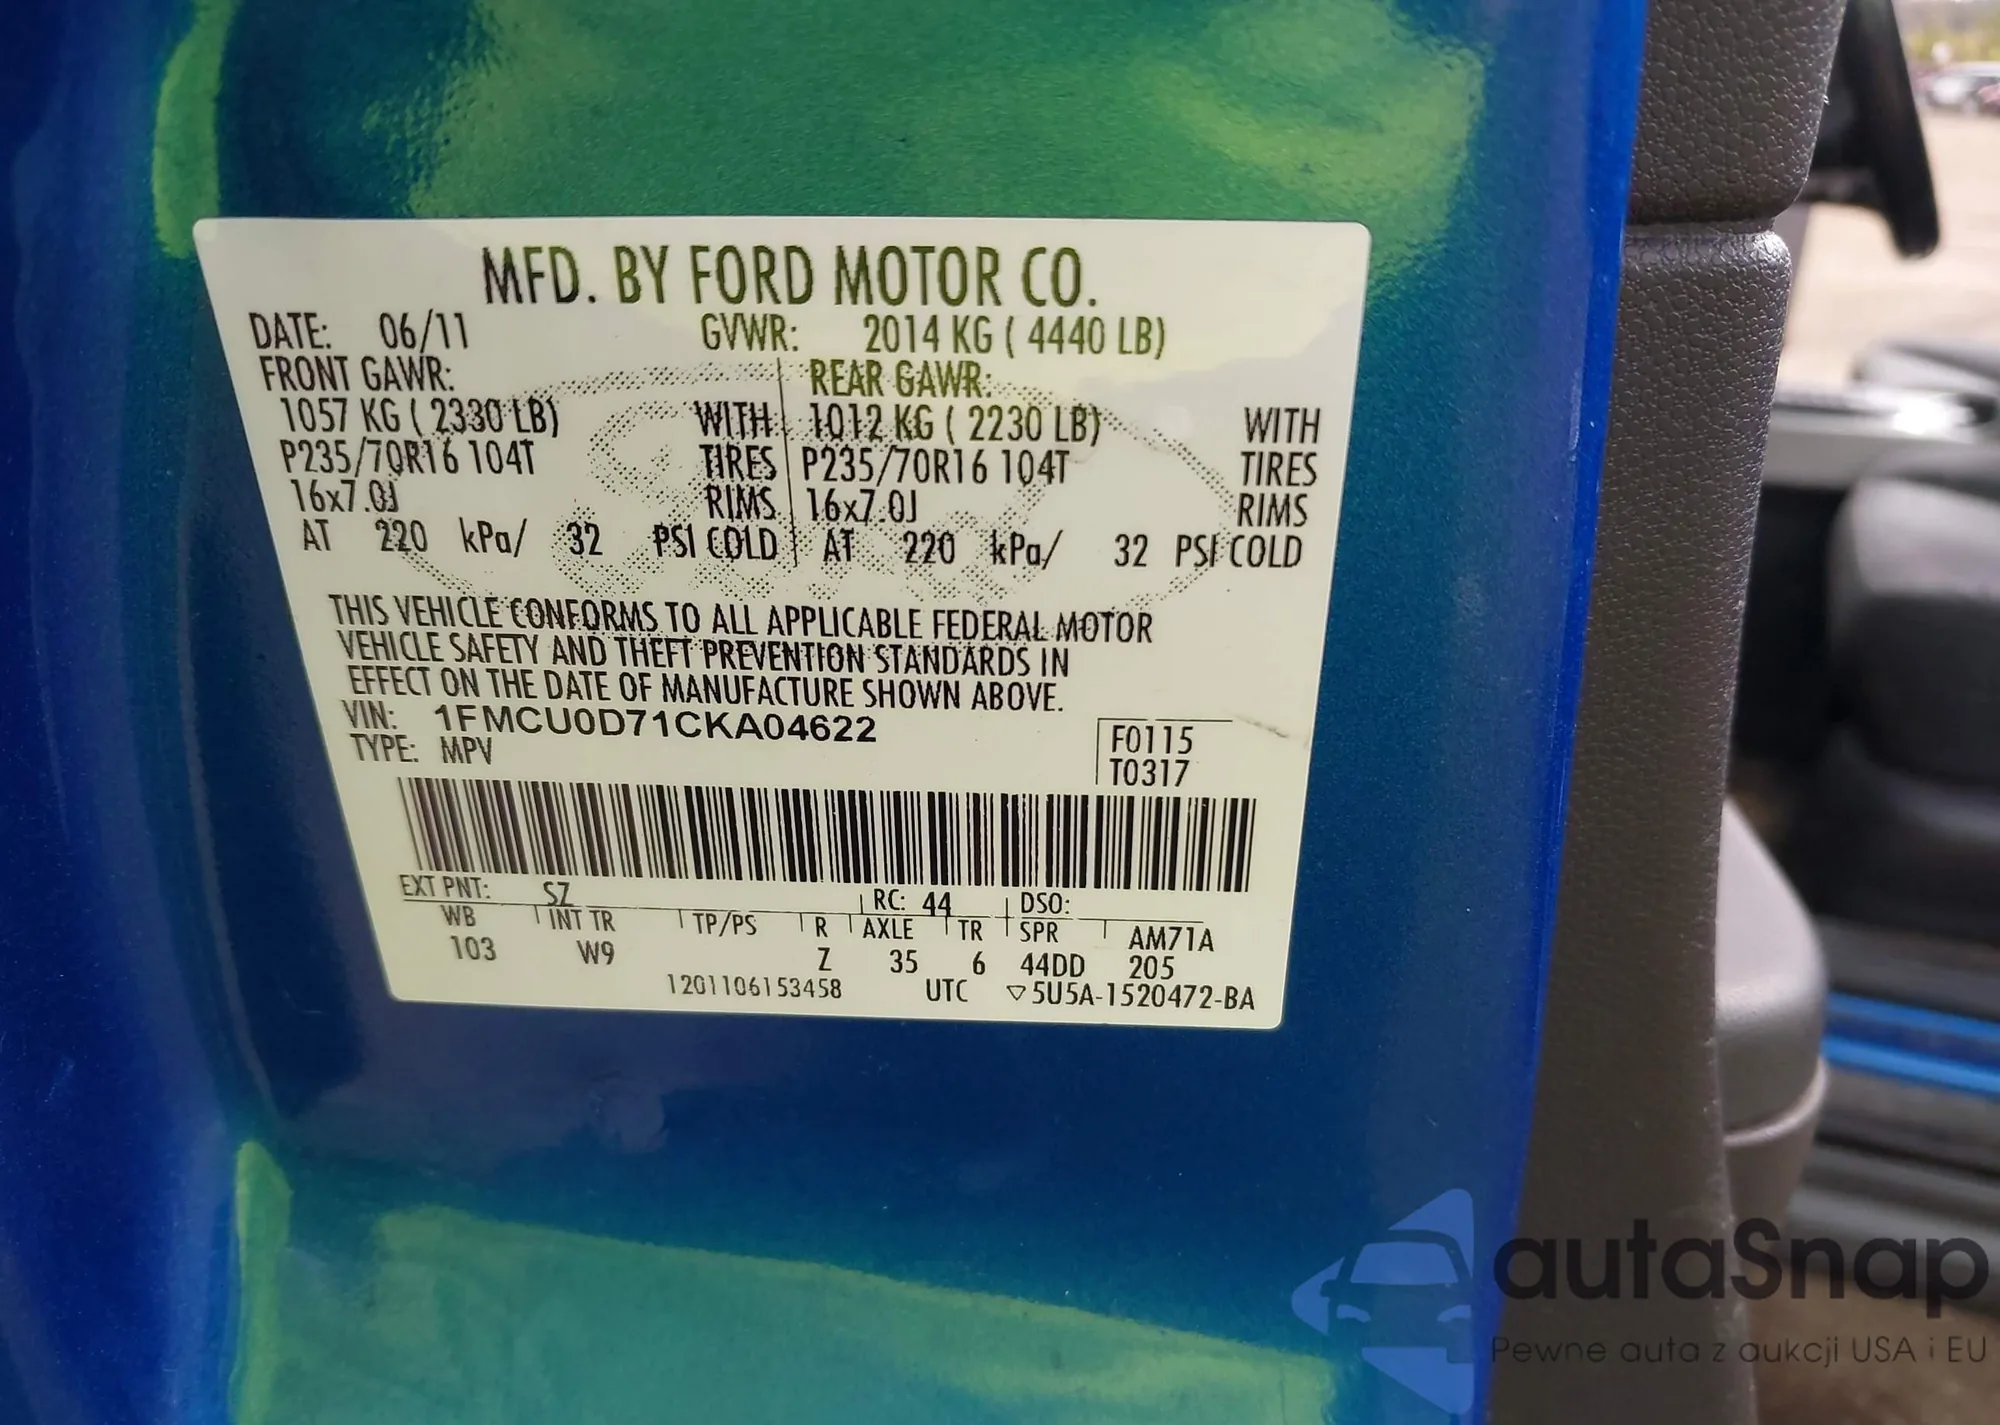 MFD. BY FORD MOTOR CO.
DATE: 06/11 GVWR: 2014 KG ( 4440 LB)
FRONT GAWR: REAR GAWR:
1057 KG ( 2330 LB) WITH 1012 KG ( 2230 LB) WITH
P235/70R16 104T TIRES P235/70R16 104T TIRES
16x7.0J RIMS 16x7.0J RIMS
AT 220 kPa/ 32 PSI COLD AT 220 kPa/ 32 PSI COLD
THIS VEHICLE CONFORMS TO ALL APPLICABLE FEDERAL MOTOR
VEHICLE SAFETY AND THEFT PREVENTION STANDARDS IN
EFFECT ON THE DATE OF MANUFACTURE SHOWN ABOVE.
VIN: 1FMCU0D71CKA04622
TYPE: MPV
F0115
T0317
EXT PNT: SZ RC: 44 DSO:
WB INT TR TP/PS R AXLE TR SPR AM71A
103 W9 Z 35 6 44DD 205
1201106153458 UTC ▽5U5A-1520472-BA
autaSnap
Pewne auta z aukcji USA i EU